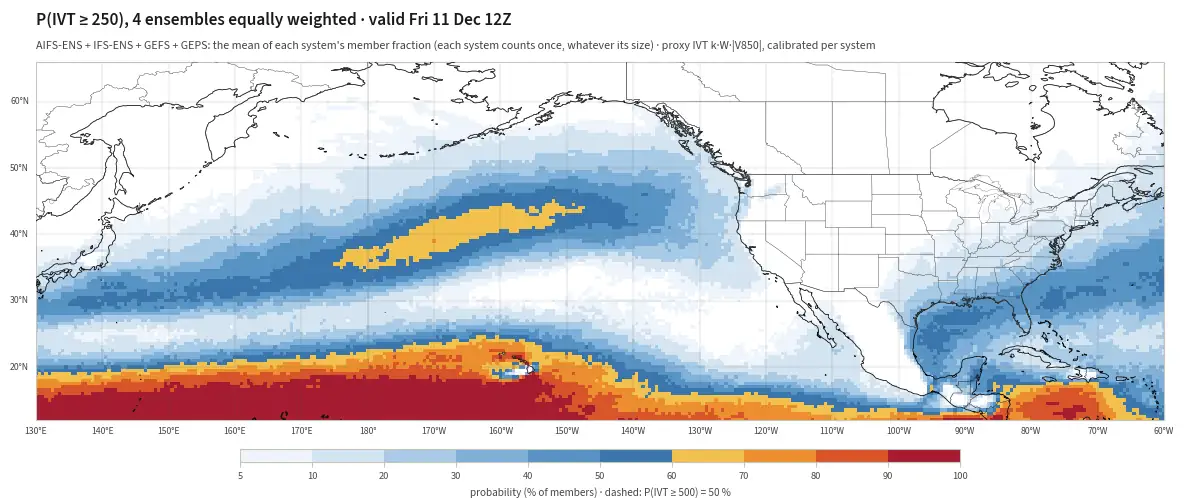 P(IVT ≥ 250), 4 ensembles equally weighted · valid Fri 11 Dec 12Z
AIFS-ENS + IFS-ENS + GEFS + GEPS: the mean of each system's member fraction (each system counts once, whatever its size) · proxy IVT k·W·|V850|, calibrated per system
60°N
50°N
40°N
30°N
20°N
130°E 140°E 150°E 160°E 170°E 180° 170°W 160°W 150°W 140°W 130°W 120°W 110°W 100°W 90°W 80°W 70°W 60°W
5 10 20 30 40 50 60 70 80 90 100
probability (% of members) · dashed: P(IVT ≥ 500) = 50 %